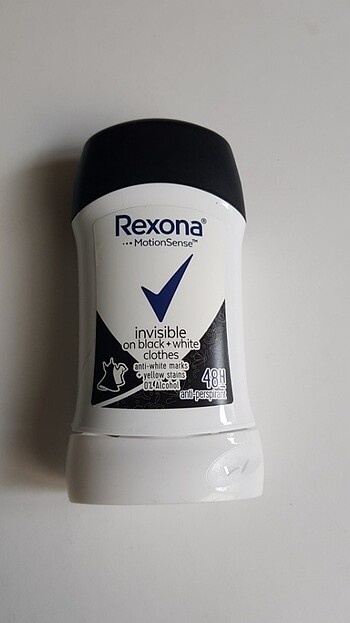 Rexona®
MotionSense™
invisible
on black + white
clothes
anti-white marks
+ yellow stains
0% Alcohol
48H
anti-perspirant